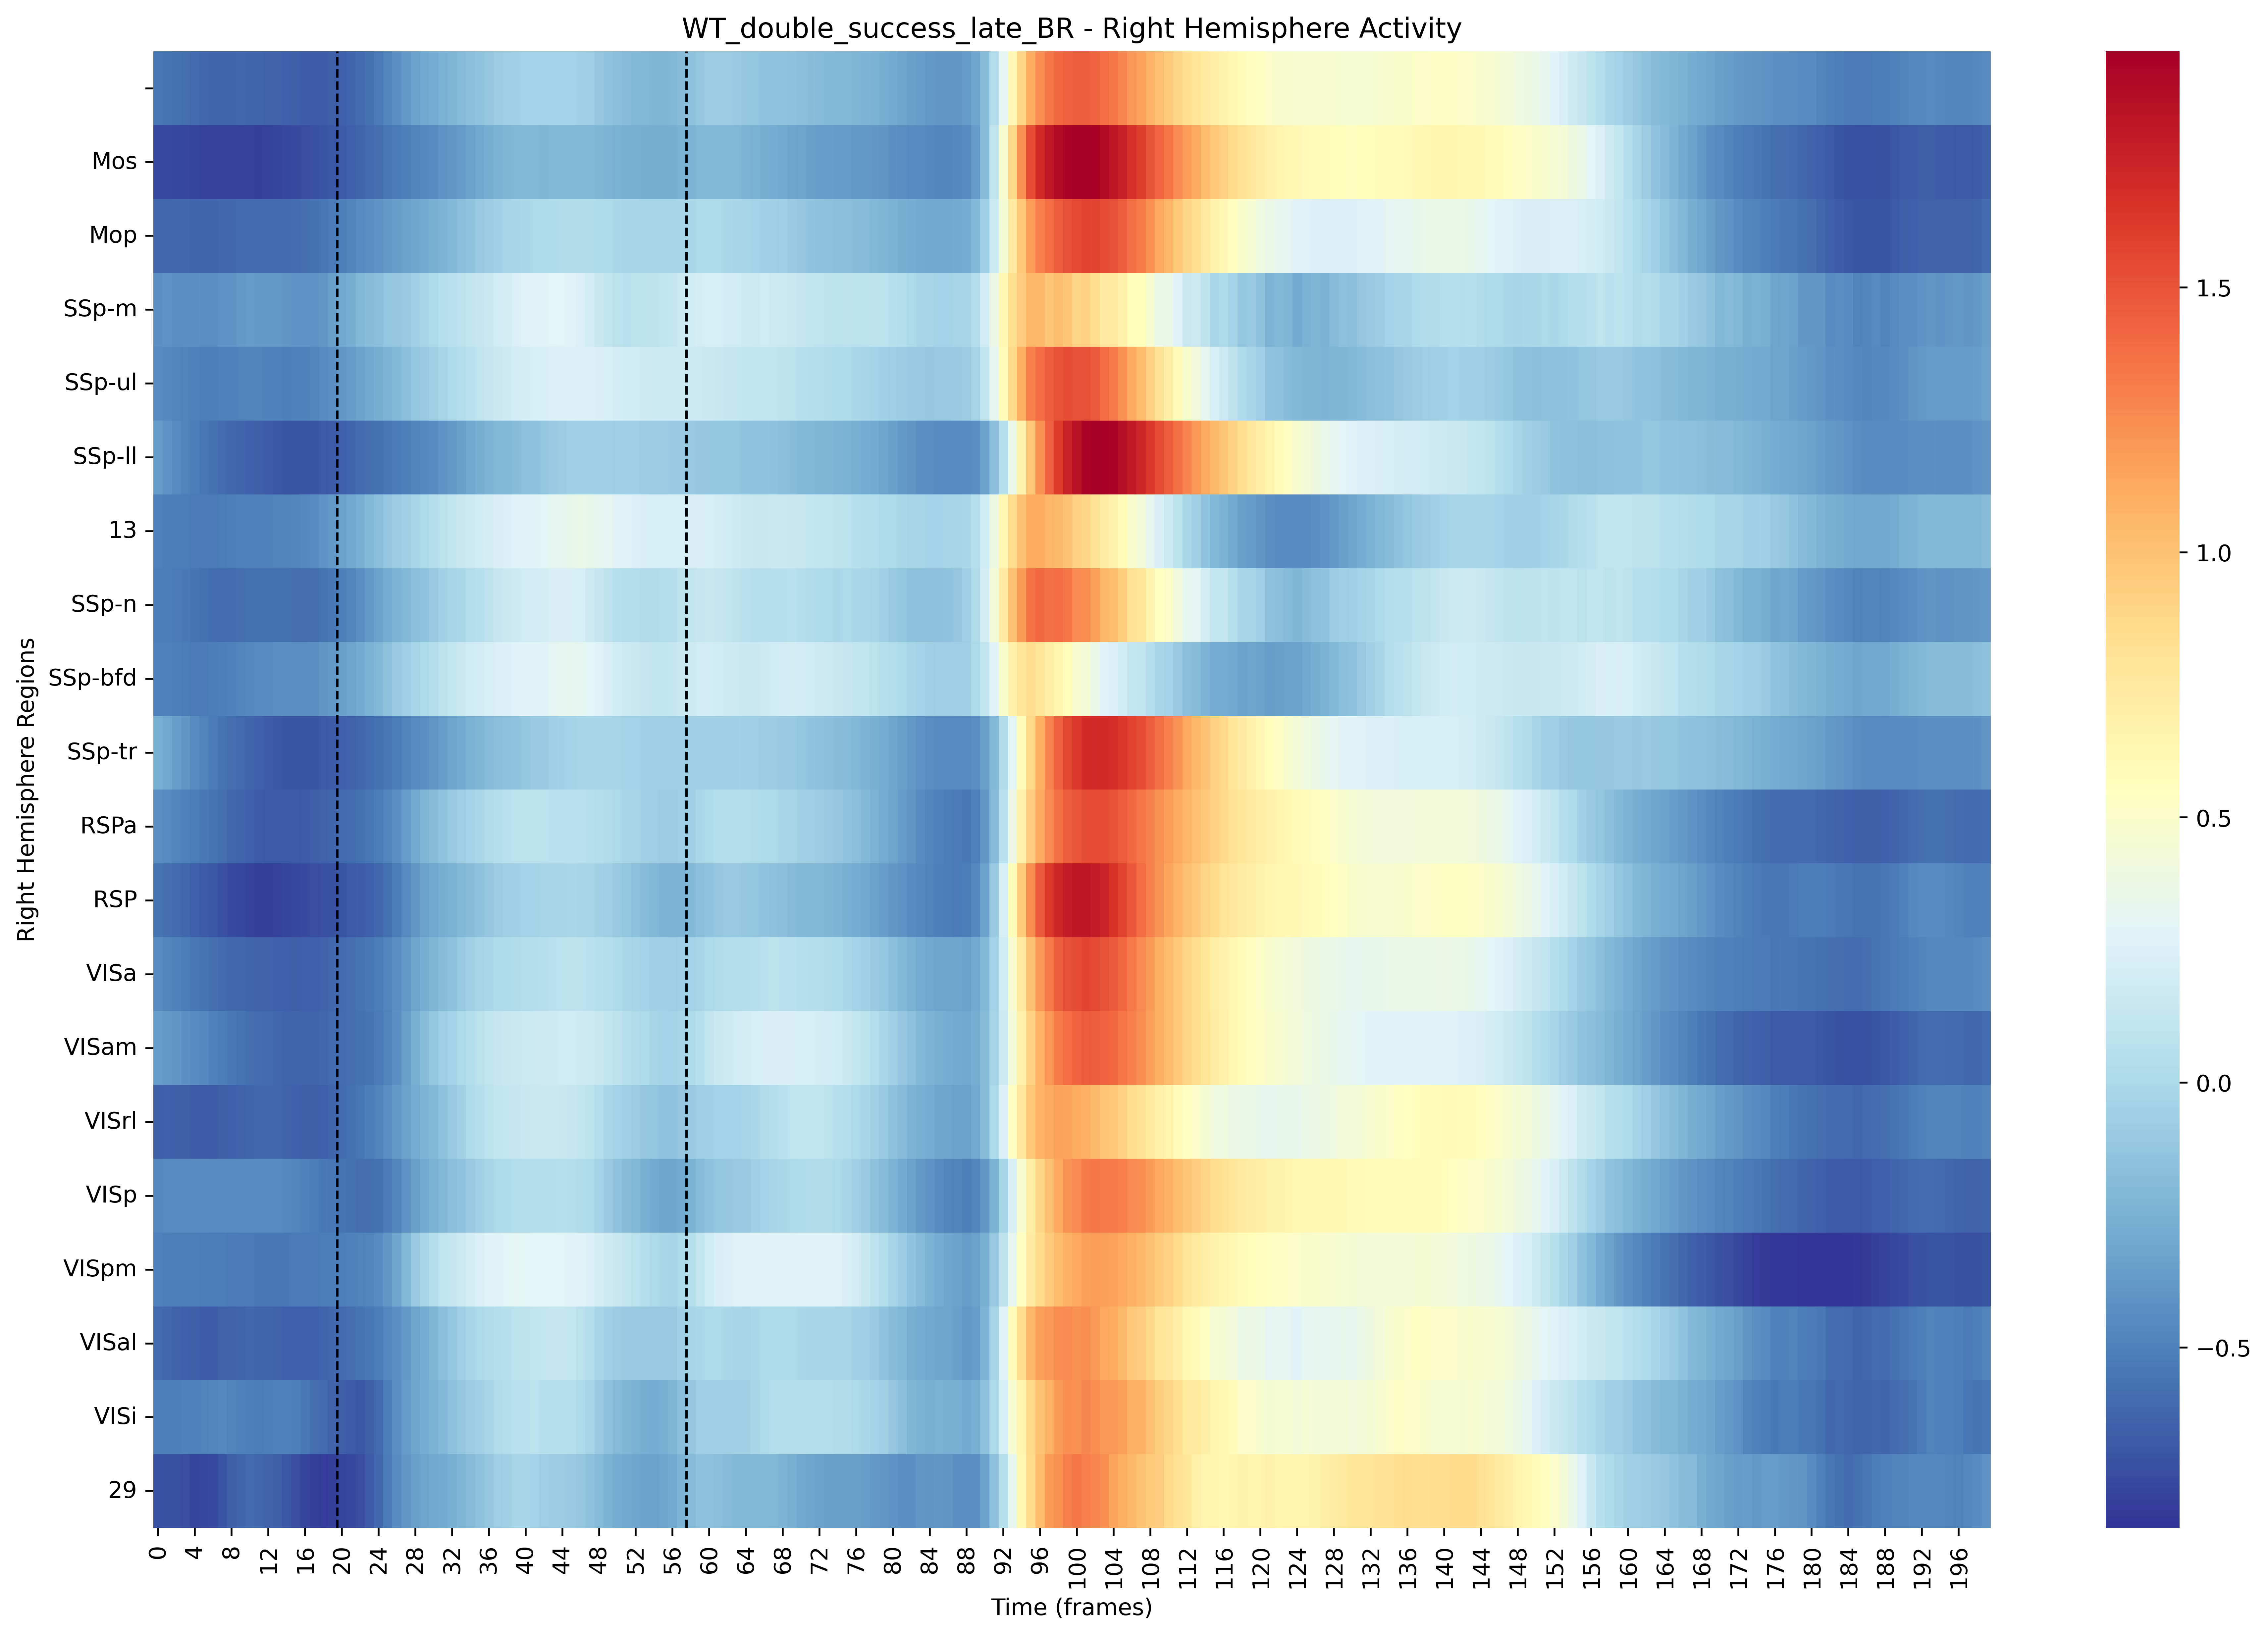 WT_double_success_late_BR - Right Hemisphere Activity
Right Hemisphere Regions
Mos
Mop
SSp-m
SSp-ul
SSp-ll
13
SSp-n
SSp-bfd
SSp-tr
RSPa
RSP
VISa
VISam
VISrl
VISp
VISpm
VISal
VISi
29
0 4 8 12 16 20 24 28 32 36 40 44 48 52 56 60 64 68 72 76 80 84 88 92 96 100 104 108 112 116 120 124 128 132 136 140 144 148 152 156 160 164 168 172 176 180 184 188 192 196
Time (frames)
1.5
1.0
0.5
0.0
−0.5